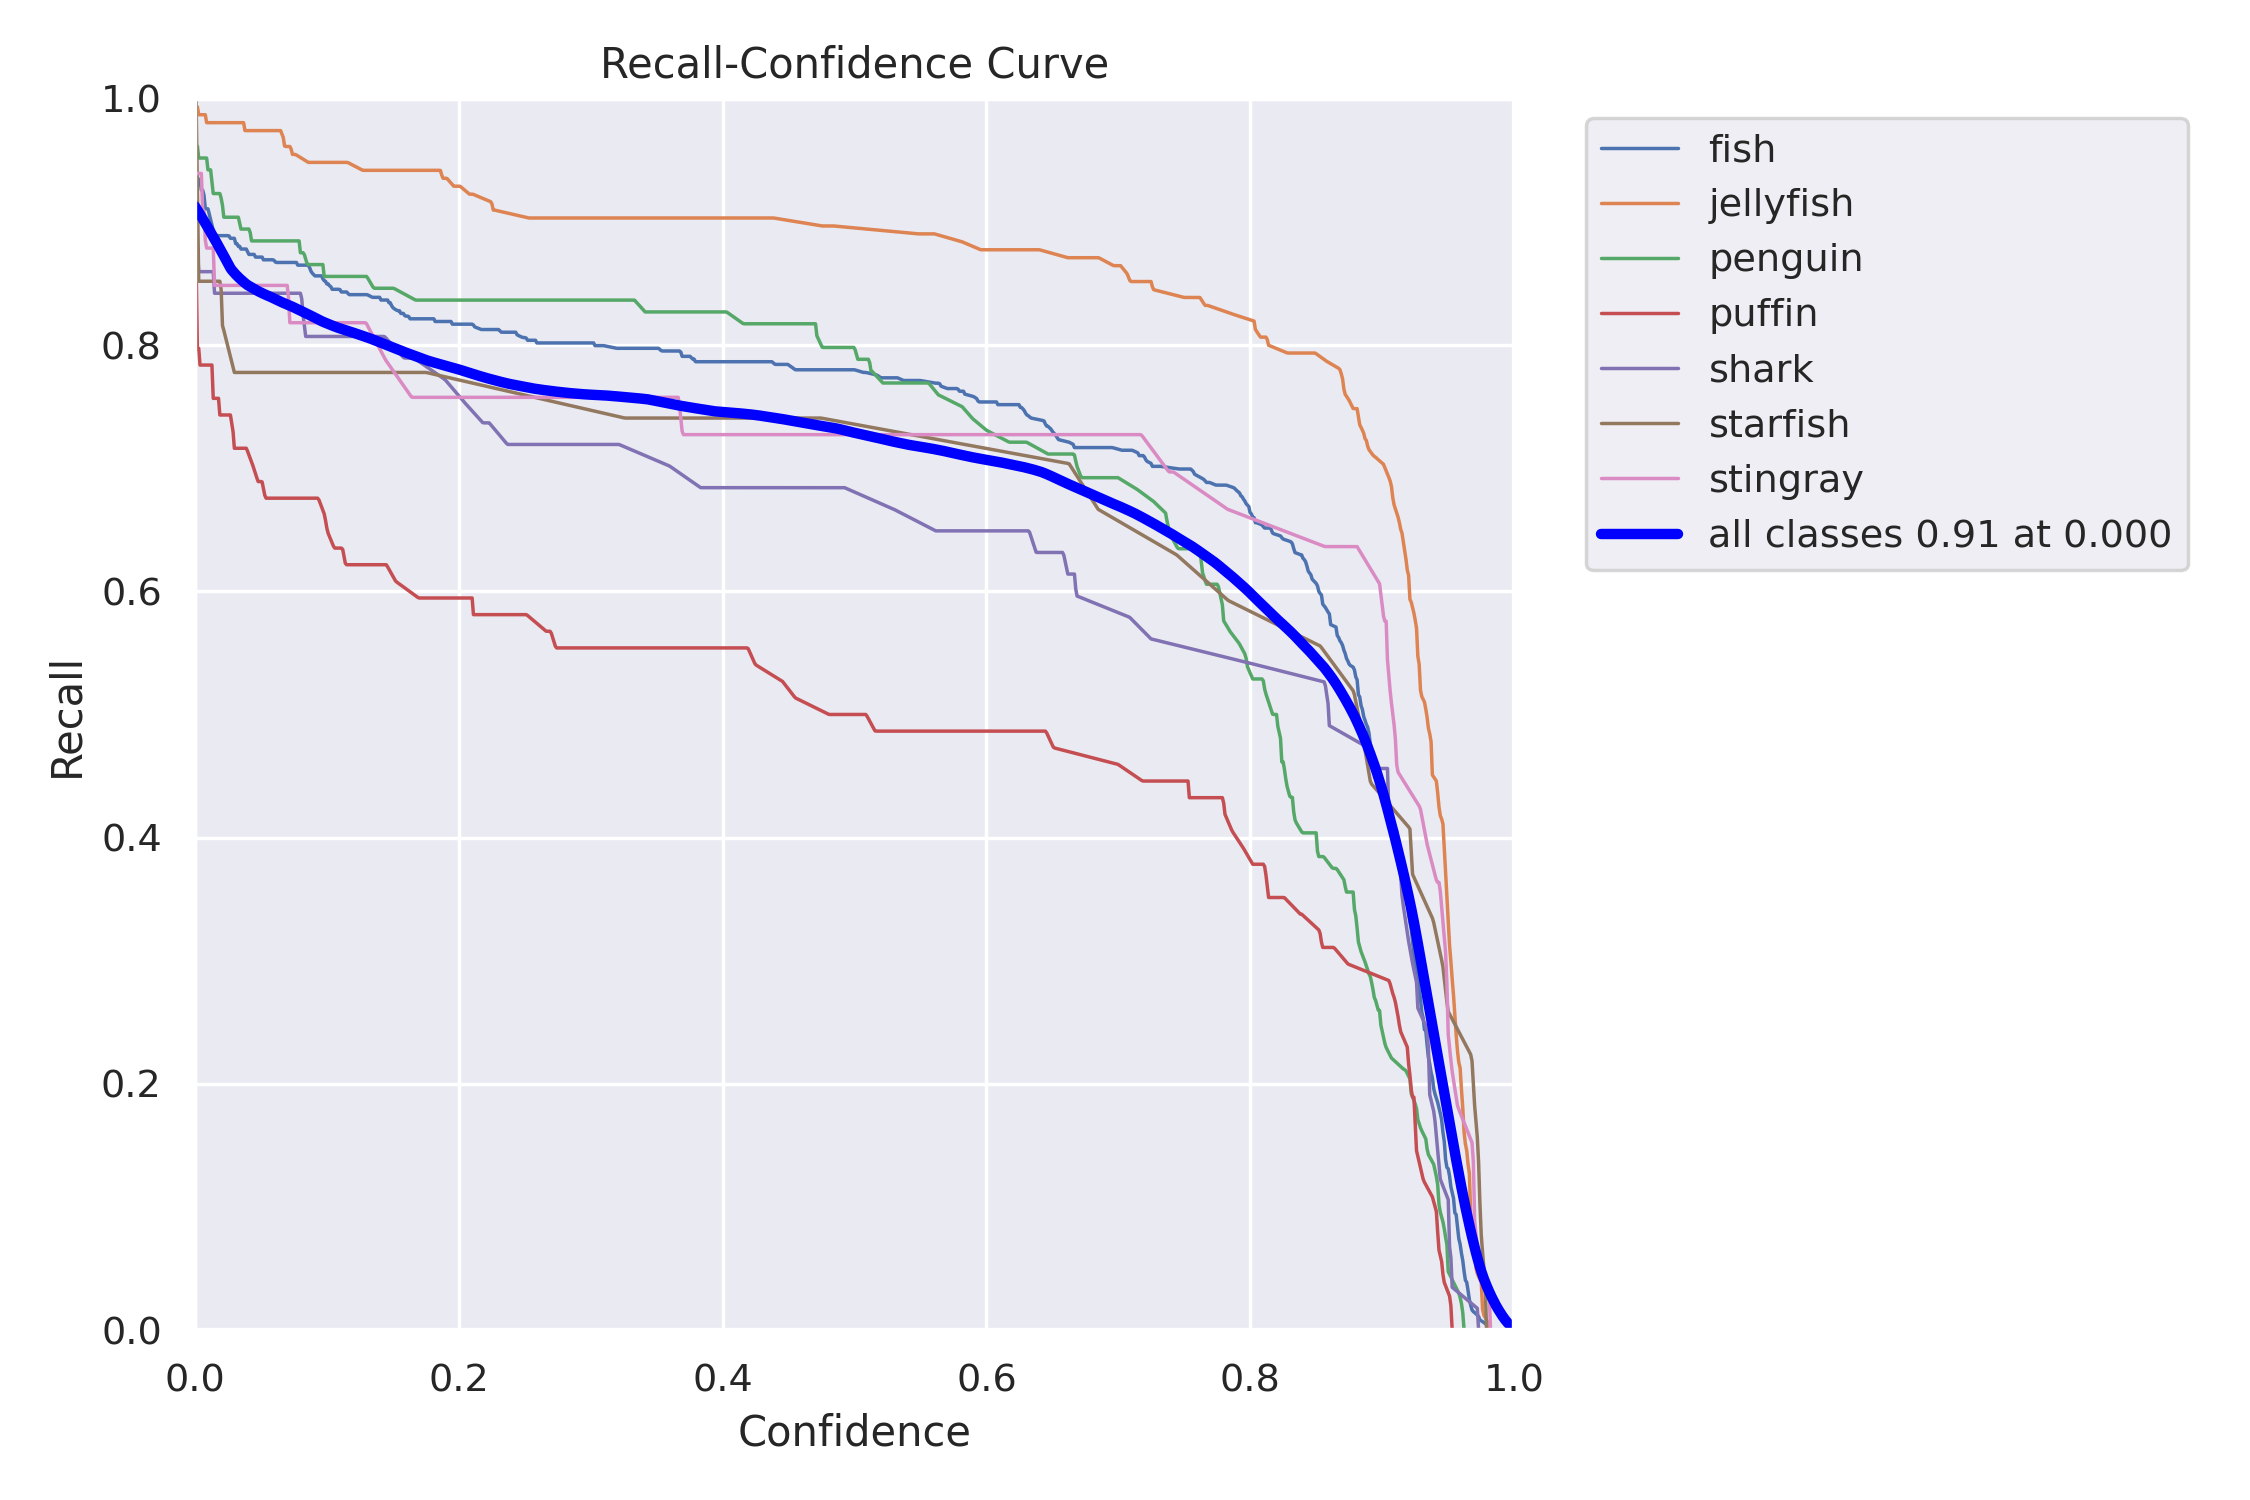 Recall-Confidence Curve
1.0
0.8
0.6
0.4
0.2
0.0
Recall
0.0 0.2 0.4 0.6 0.8 1.0
Confidence
fish
jellyfish
penguin
puffin
shark
starfish
stingray
all classes 0.91 at 0.000